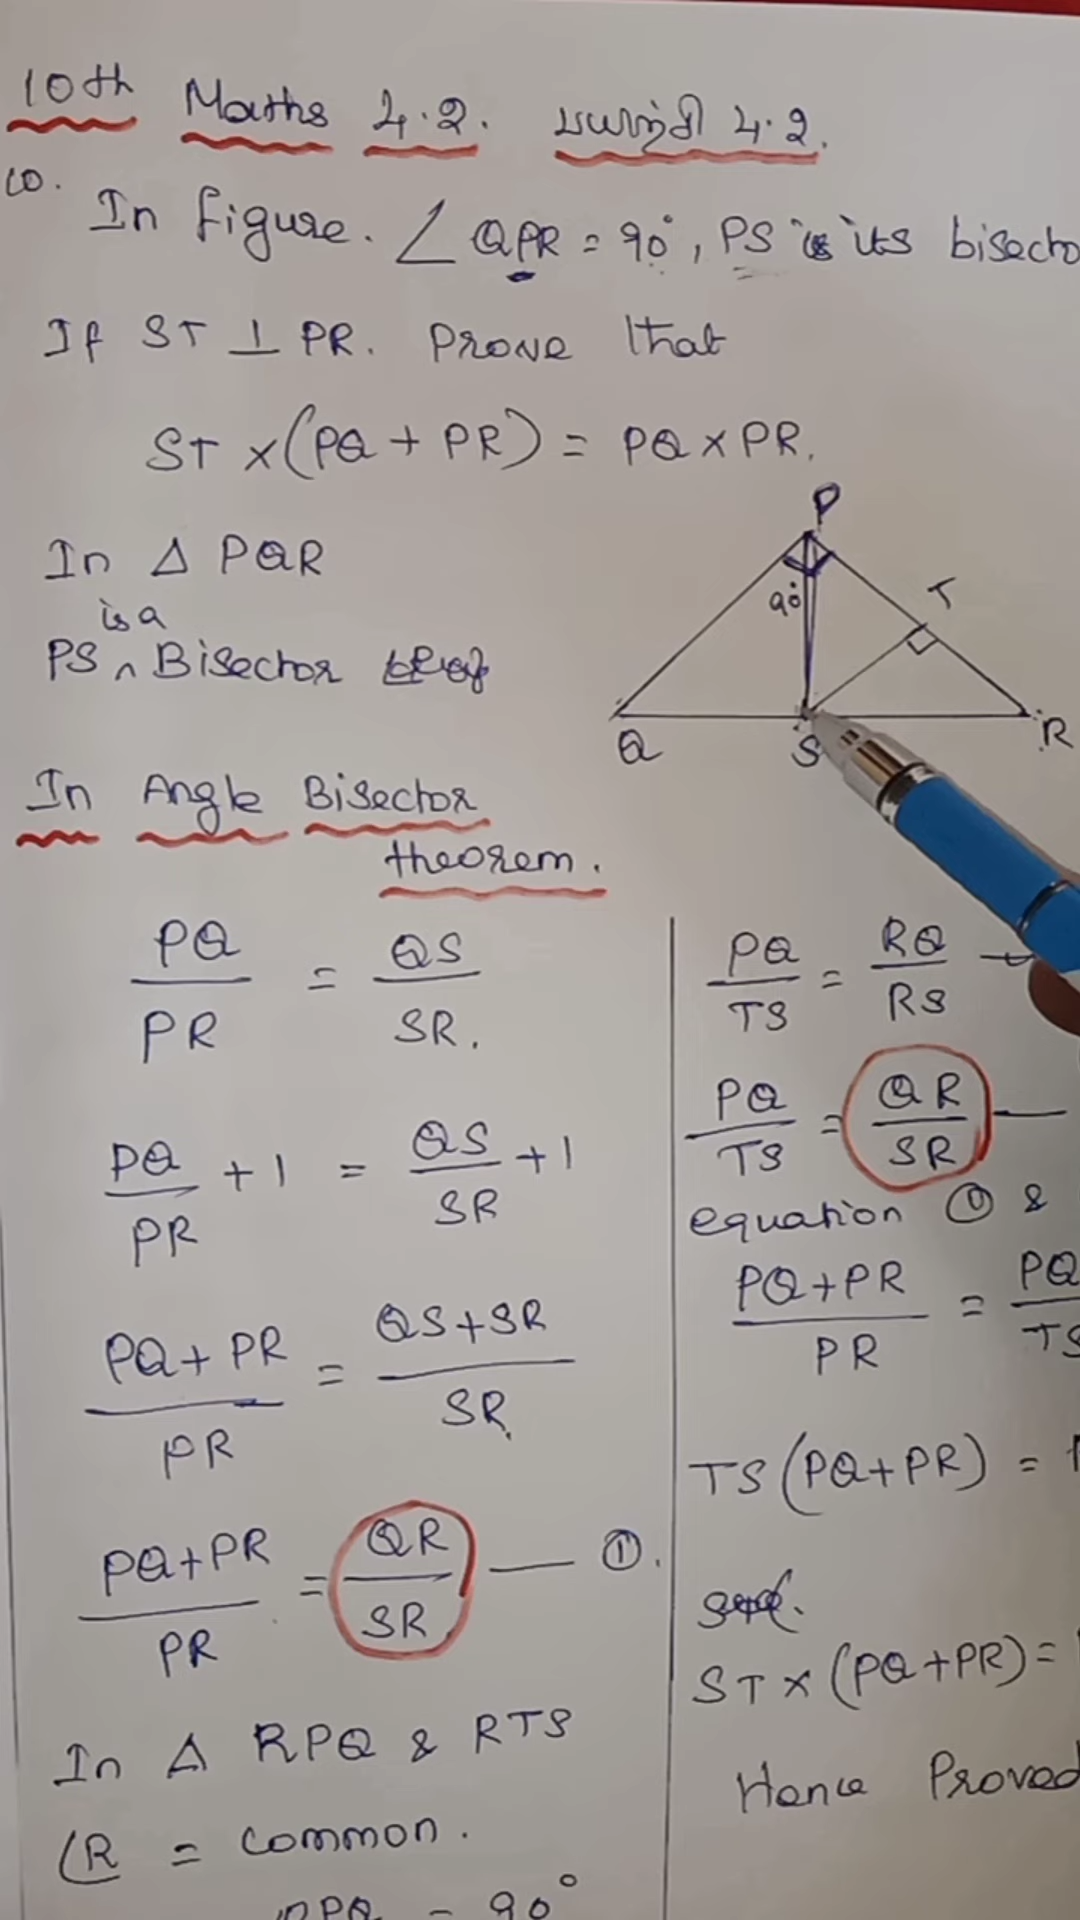 10th Maths 4.2. பயிற்சி 4.2.
10.
In figure. ∠QPR = 90°, PS is its bisecto
If ST ⊥ PR. Prove that
ST × (PQ + PR) = PQ × PR.
In Δ PQR
is a
PS ∧ Bisector
P
90°
T
Q
S
R
In Angle Bisector
theorem.
PQ/PR = QS/SR.
PQ/PR + 1 = QS/SR + 1
PQ + PR/PR = QS + SR/SR.
PQ + PR/PR = QR/SR — ①.
In Δ RPQ & RTS
∠R = common.
RPQ = 90°
PQ/TS = RQ/RS
PQ/TS = QR/SR —
equation ① &
PQ + PR/PR = PQ/TS
TS (PQ + PR) =
ST × (PQ + PR) =
Hence Proved